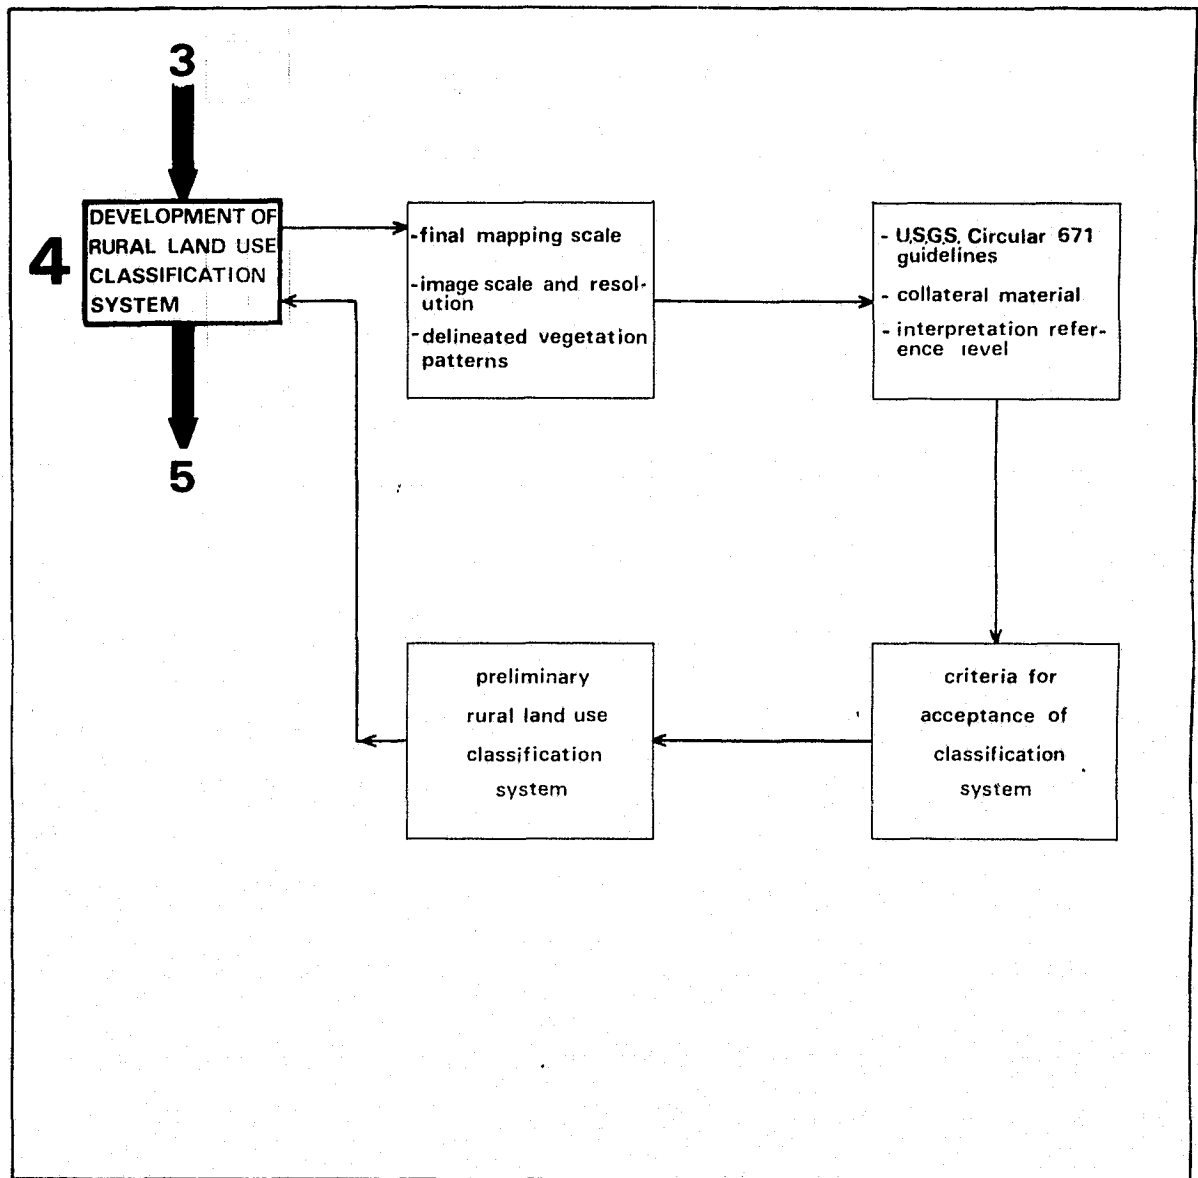 3
4
DEVELOPMENT OF
RURAL LAND USE
CLASSIFICATION
SYSTEM
5
-final mapping scale
-image scale and resol-
ution
-delineated vegetation
patterns
- U.S.G.S. Circular 671
guidelines
- collateral material
- interpretation refer-
ence level
criteria for
acceptance of
classification
system
preliminary
rural land use
classification
system